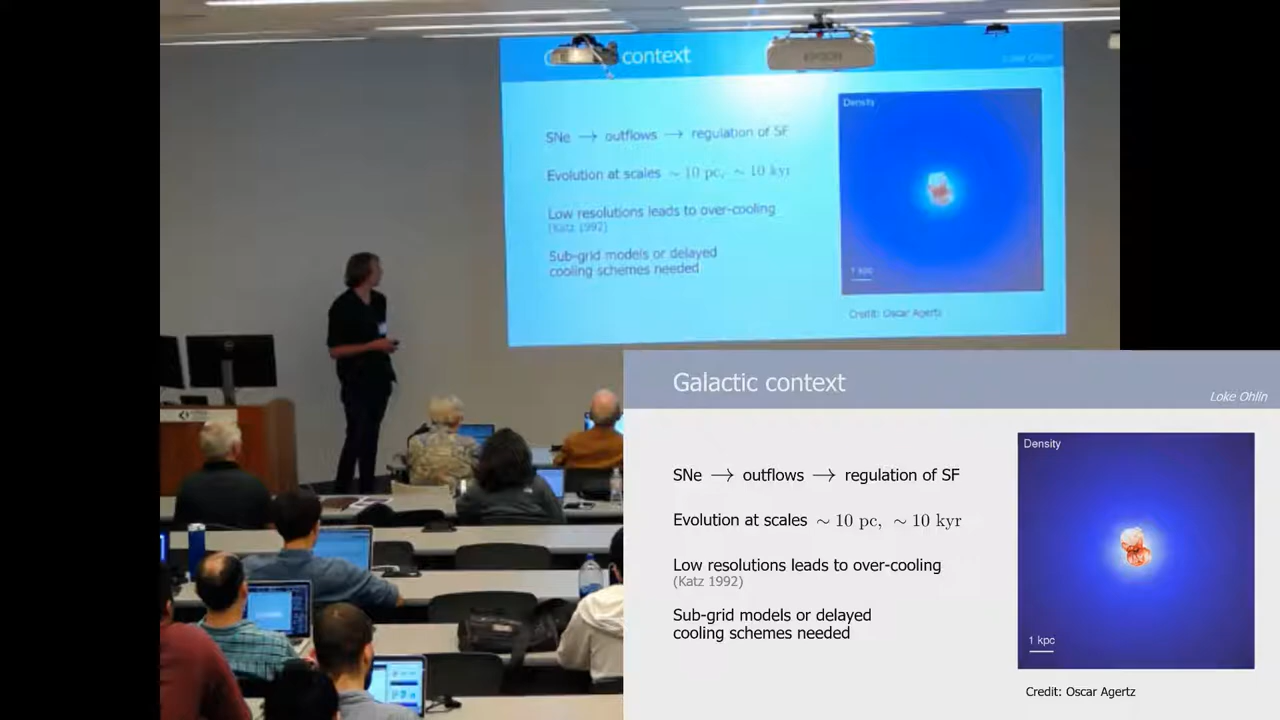 context
Loke Ohlin
Density
SNe → outflows → regulation of SF
Evolution at scales ∼ 10 pc, ∼ 10 kyr
Low resolutions leads to over-cooling
(Katz 1992)
Sub-grid models or delayed
cooling schemes needed
1 kpc
Credit: Oscar Agertz
EPSON
Galactic context
Loke Ohlin
SNe → outflows → regulation of SF
Evolution at scales ∼ 10 pc, ∼ 10 kyr
Low resolutions leads to over-cooling
(Katz 1992)
Sub-grid models or delayed
cooling schemes needed
Density
1 kpc
Credit: Oscar Agertz